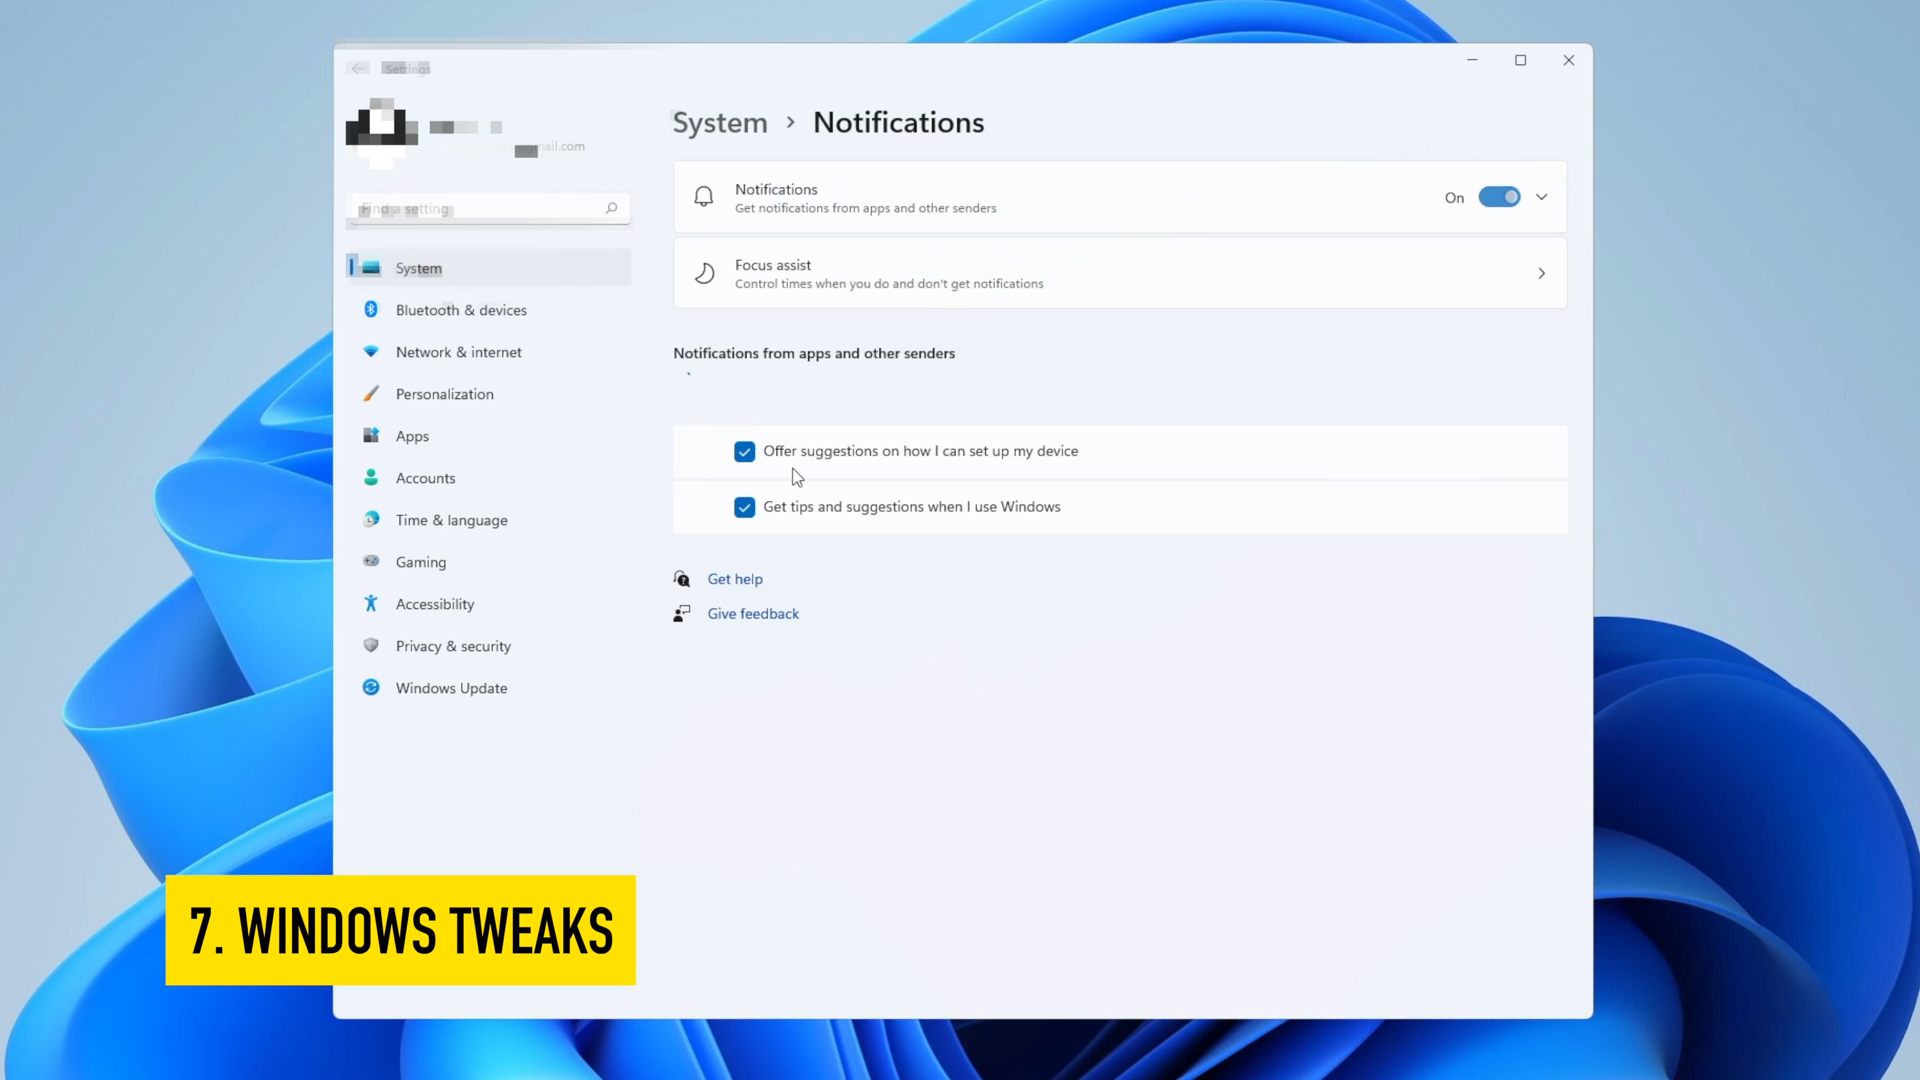 Settings
mail.com
Find a setting
System
Bluetooth & devices
Network & internet
Personalization
Apps
Accounts
Time & language
Gaming
Accessibility
Privacy & security
Windows Update
System > Notifications
Notifications
Get notifications from apps and other senders
On
Focus assist
Control times when you do and don't get notifications
Notifications from apps and other senders
Offer suggestions on how I can set up my device
Get tips and suggestions when I use Windows
Get help
Give feedback
7. WINDOWS TWEAKS